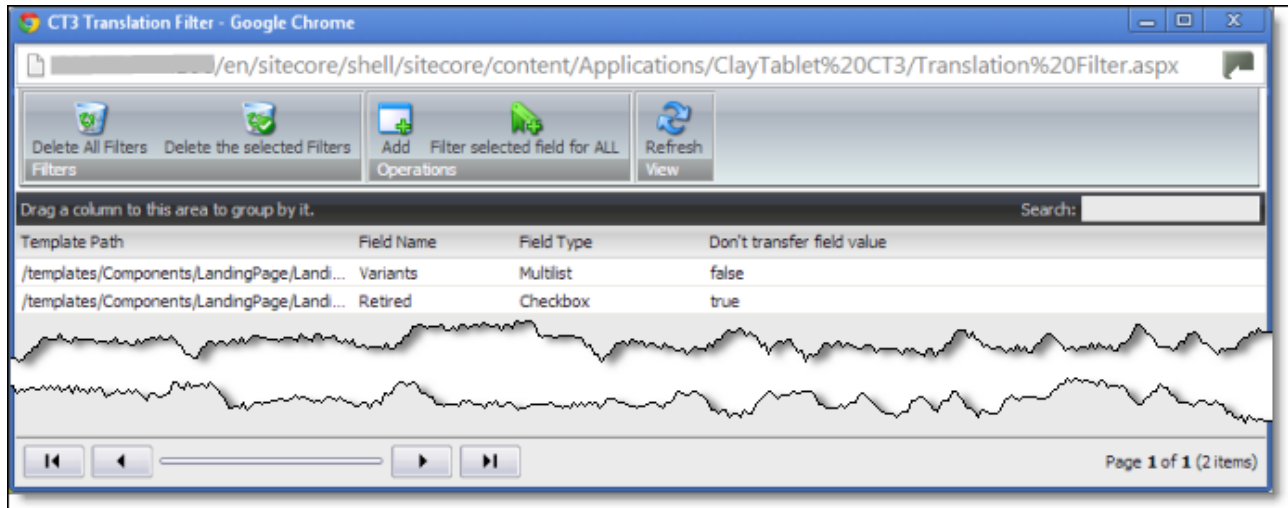 CT3 Translation Filter - Google Chrome
/en/sitecore/shell/sitecore/content/Applications/ClayTablet%20CT3/Translation%20Filter.aspx
Delete All Filters Delete the selected Filters Add Filter selected field for ALL Refresh
Filters Operations View
Drag a column to this area to group by it. Search:
Template Path Field Name Field Type Don't transfer field value
/templates/Components/LandingPage/Landi... Variants Multilist false
/templates/Components/LandingPage/Landi... Retired Checkbox true
Page 1 of 1 (2 items)